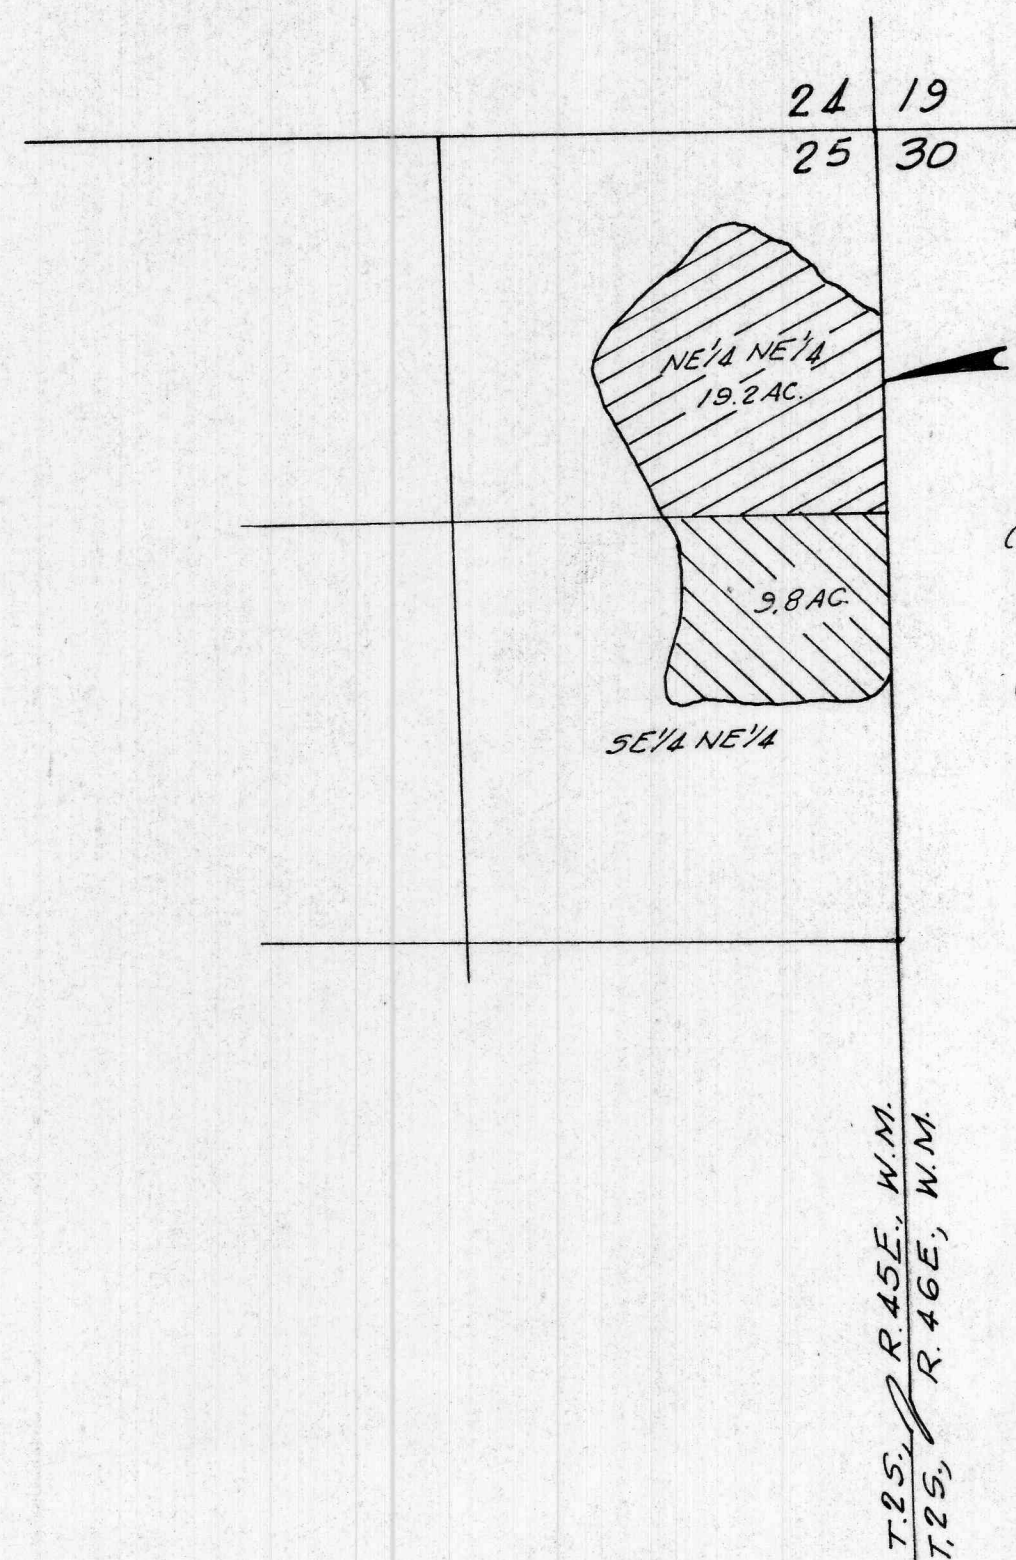 24 19
25 30
NE1/4 NE1/4
19.2 AC.
9.8 AC.
SE1/4 NE1/4
T.2S., R.45E., W.M.
T.2S., R.46E., W.M.